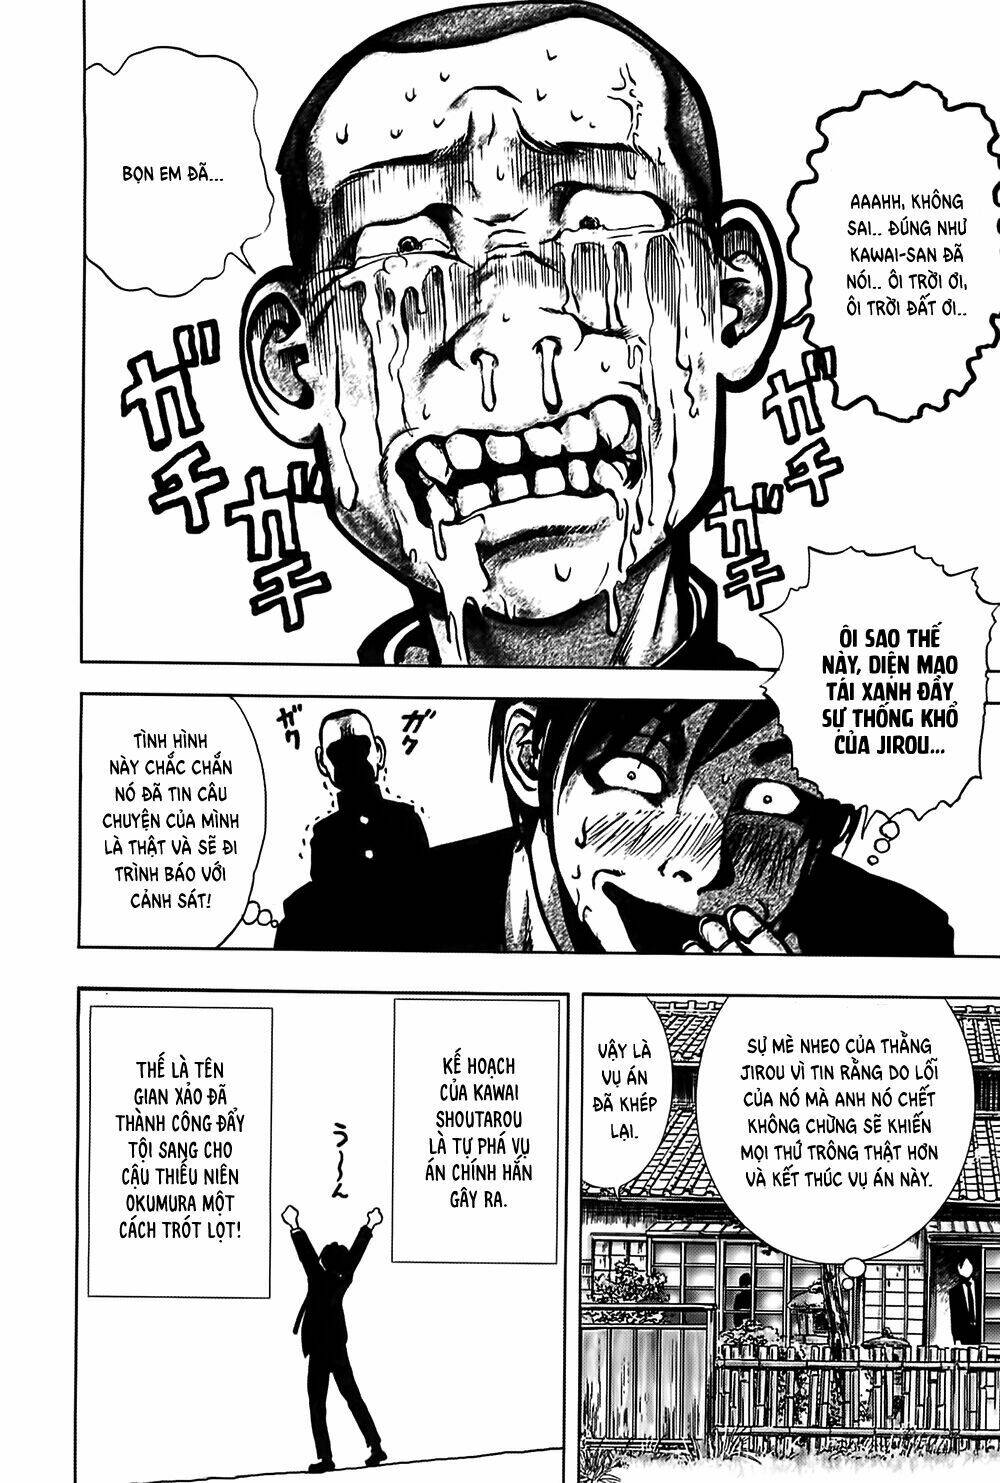 AAAHH, KHÔNG
SAI.. ĐÚNG NHƯ
KAWAI-SAN ĐÃ
NÓI.. ÔI TRỜI ƠI,
ÔI TRỜI ĐẤT ƠI..
BỌN EM ĐÃ...
ガ
チ
ガ
チ
ガ
チ
ガ
チ
ÔI SAO THẾ
NÀY, DIỆN MẠO
TÁI XANH ĐẦY
SỰ THỐNG KHỔ
CỦA JIROU...
ガク
ガク
TÌNH HÌNH
NÀY CHẮC CHẮN
NÓ ĐÃ TIN CÂU
CHUYỆN CỦA MÌNH
LÀ THẬT VÀ SẼ ĐI
TRÌNH BÁO VỚI
CẢNH SÁT!
SỰ MÈ NHEO CỦA THẰNG
JIROU VÌ TIN RẰNG DO LỖI
CỦA NÓ MÀ ANH NÓ CHẾT
KHÔNG CHỪNG SẼ KHIẾN
MỌI THỨ TRÔNG THẬT HƠN
VÀ KẾT THÚC VỤ ÁN NÀY.
VẬY LÀ
VỤ ÁN
ĐÃ KHÉP
LẠI.
KẾ HOẠCH
CỦA KAWAI
SHOUTAROU
LÀ TỰ PHÁ VỤ
ÁN CHÍNH HẮN
GÂY RA.
THẾ LÀ TÊN
GIAN XẢO ĐÃ
THÀNH CÔNG ĐẨY
TỘI SANG CHO
CẬU THIẾU NIÊN
OKUMURA MỘT
CÁCH TRÓT LỌT!
う〜〜ん